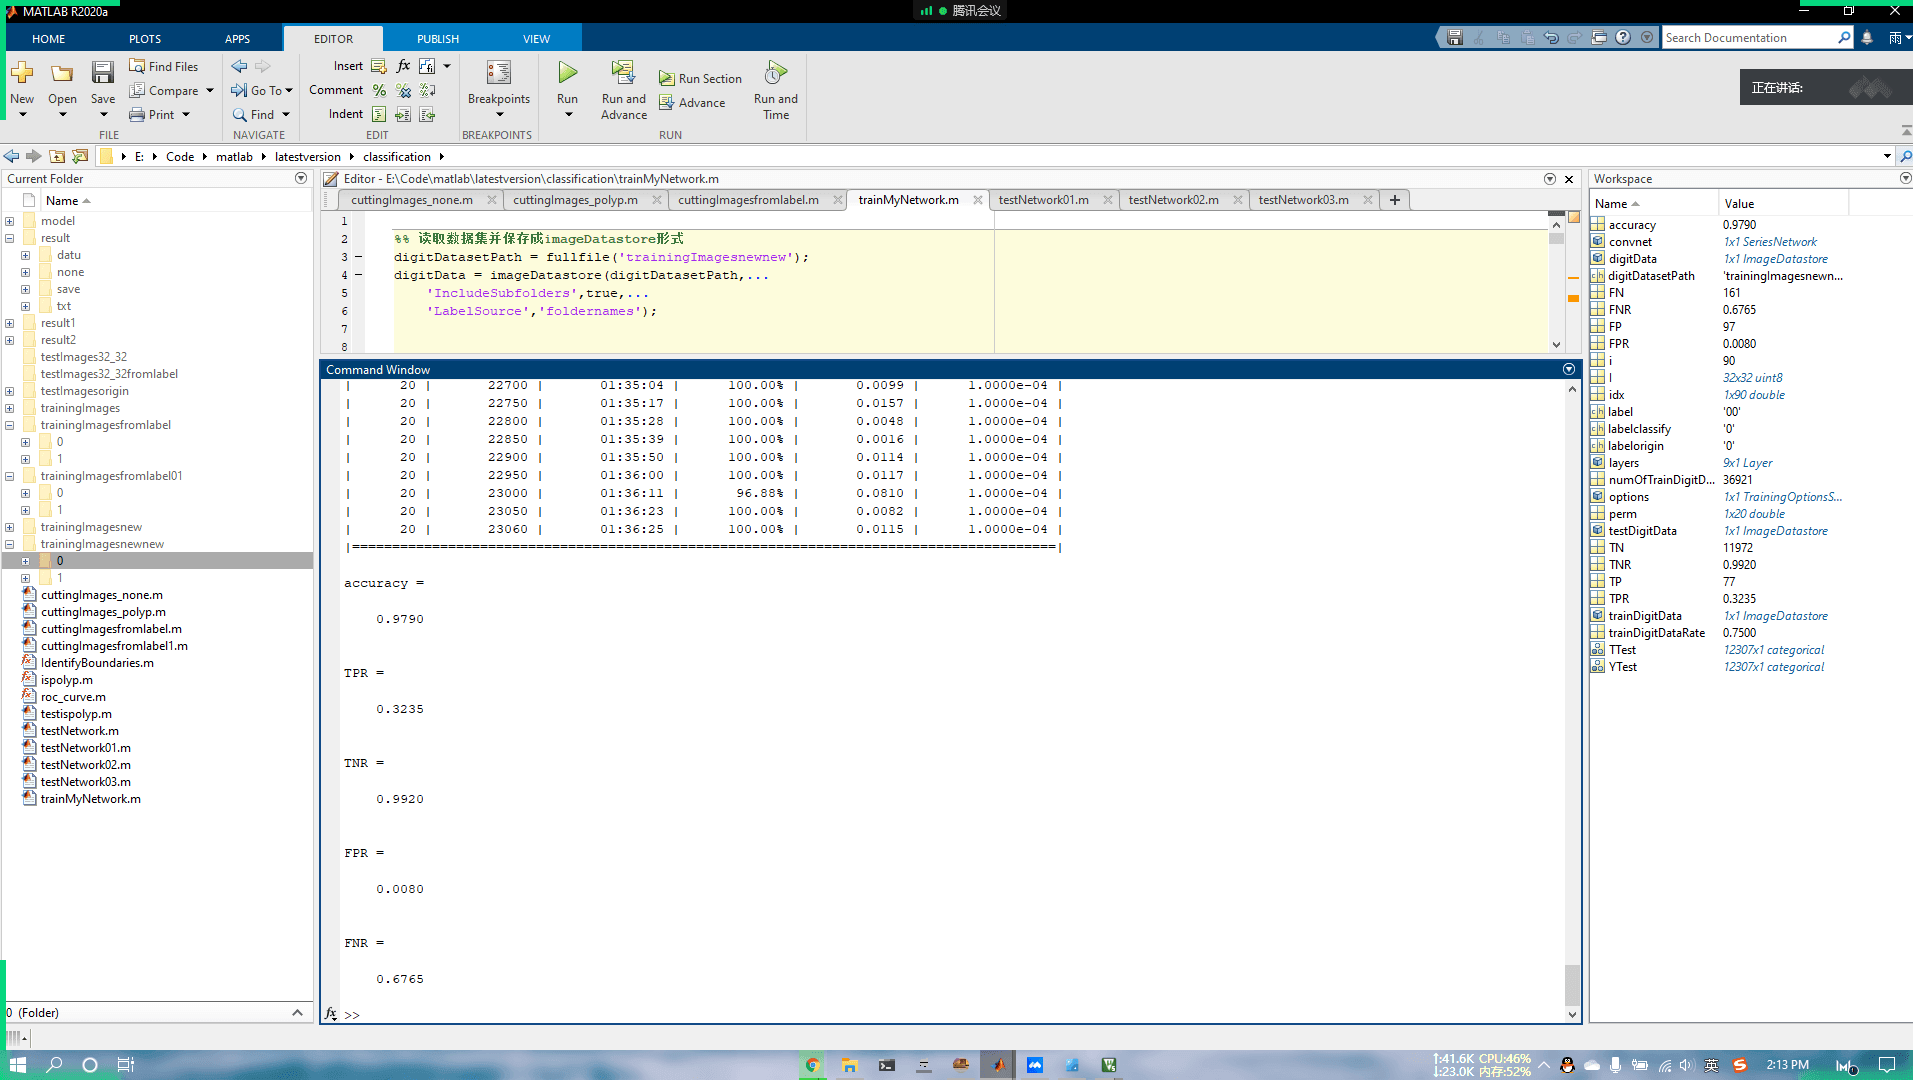 MATLAB R2020a
腾讯会议
HOME PLOTS APPS EDITOR PUBLISH VIEW
Search Documentation
雨
New Open Save
Find Files
Compare
Print
FILE
Go To
Find
NAVIGATE
Insert
Comment
Indent
EDIT
Breakpoints
BREAKPOINTS
Run
Run and Advance
Run Section
Advance
Run and Time
RUN
正在讲话:
E: Code matlab latestversion classification
Current Folder
Name
model
result
datu
none
save
txt
result1
result2
testImages32_32
testImages32_32fromlabel
testImagesorigin
trainingImages
trainingImagesfromlabel
0
1
trainingImagesfromlabel01
0
1
trainingImagesnew
trainingImagesnewnew
0
1
cuttingImages_none.m
cuttingImages_polyp.m
cuttingImagesfromlabel.m
cuttingImagesfromlabel1.m
IdentifyBoundaries.m
ispolyp.m
roc_curve.m
testispolyp.m
testNetwork.m
testNetwork01.m
testNetwork02.m
testNetwork03.m
trainMyNetwork.m
0 (Folder)
Editor - E:\Code\matlab\latestversion\classification\trainMyNetwork.m
cuttingImages_none.m cuttingImages_polyp.m cuttingImagesfromlabel.m trainMyNetwork.m testNetwork01.m testNetwork02.m testNetwork03.m
1
2 %% 读取数据集并保存成imageDatastore形式
3 – digitDatasetPath = fullfile('trainingImagesnewnew');
4 – digitData = imageDatastore(digitDatasetPath,...
5 'IncludeSubfolders',true,...
6 'LabelSource','foldernames');
7
8
Command Window
| 20 | 22700 | 01:35:04 | 100.00% | 0.0099 | 1.0000e-04 |
| 20 | 22750 | 01:35:17 | 100.00% | 0.0157 | 1.0000e-04 |
| 20 | 22800 | 01:35:28 | 100.00% | 0.0048 | 1.0000e-04 |
| 20 | 22850 | 01:35:39 | 100.00% | 0.0016 | 1.0000e-04 |
| 20 | 22900 | 01:35:50 | 100.00% | 0.0114 | 1.0000e-04 |
| 20 | 22950 | 01:36:00 | 100.00% | 0.0117 | 1.0000e-04 |
| 20 | 23000 | 01:36:11 | 96.88% | 0.0810 | 1.0000e-04 |
| 20 | 23050 | 01:36:23 | 100.00% | 0.0082 | 1.0000e-04 |
| 20 | 23060 | 01:36:25 | 100.00% | 0.0115 | 1.0000e-04 |
|========================================================================================|
accuracy =
0.9790
TPR =
0.3235
TNR =
0.9920
FPR =
0.0080
FNR =
0.6765
fx >>
Workspace
Name Value
accuracy 0.9790
convnet 1x1 SeriesNetwork
digitData 1x1 ImageDatastore
digitDatasetPath 'trainingImagesnewn...
FN 161
FNR 0.6765
FP 97
FPR 0.0080
i 90
I 32x32 uint8
idx 1x90 double
label '00'
labelclassify '0'
labelorigin '0'
layers 9x1 Layer
numOfTrainDigitD... 36921
options 1x1 TrainingOptionsS...
perm 1x20 double
testDigitData 1x1 ImageDatastore
TN 11972
TNR 0.9920
TP 77
TPR 0.3235
trainDigitData 1x1 ImageDatastore
trainDigitDataRate 0.7500
TTest 12307x1 categorical
YTest 12307x1 categorical
↑:41.6K CPU:46%
↓:23.0K 内存:52%
英
2:13 PM